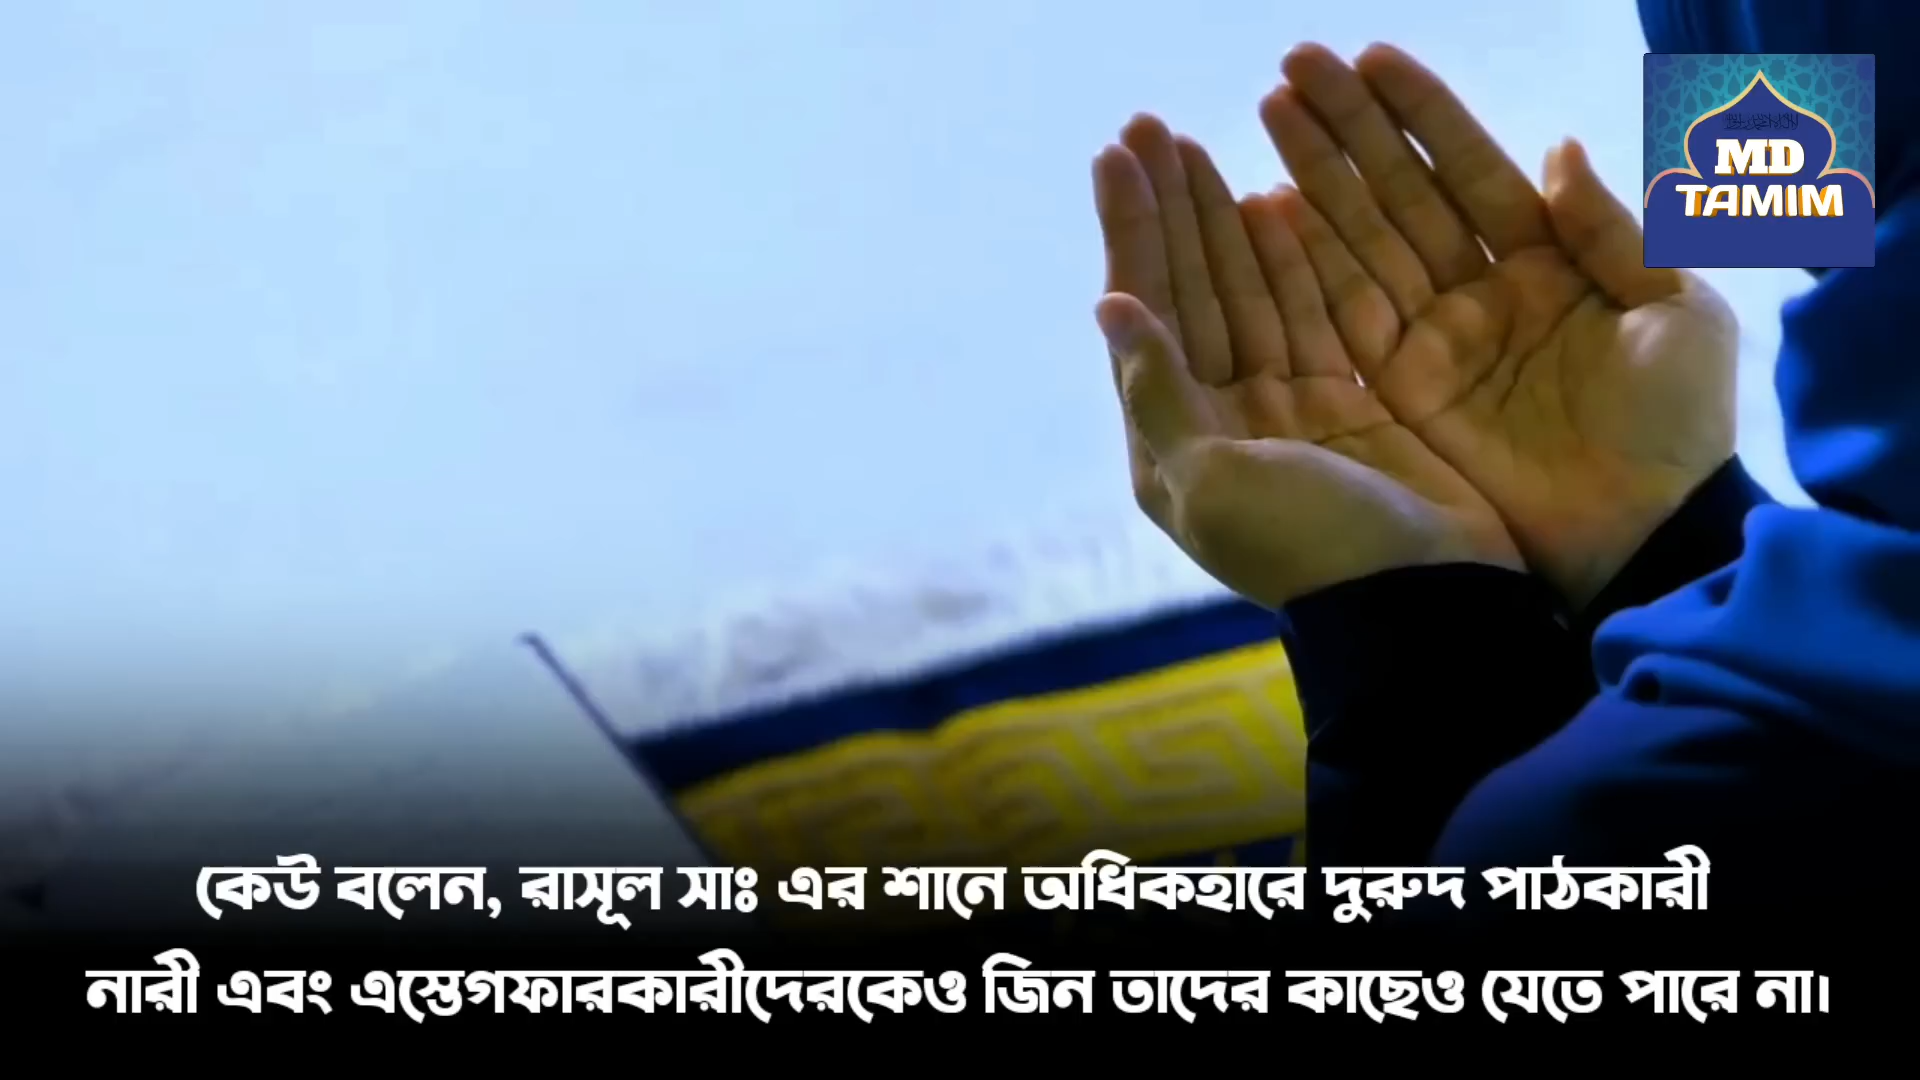 MD
TAMIM
কেউ বলেন, রাসূল সাঃ এর শানে অধিকহারে দুরুদ পাঠকারী
নারী এবং এস্তেগফারকারীদেরকেও জিন তাদের কাছেও যেতে পারে না।